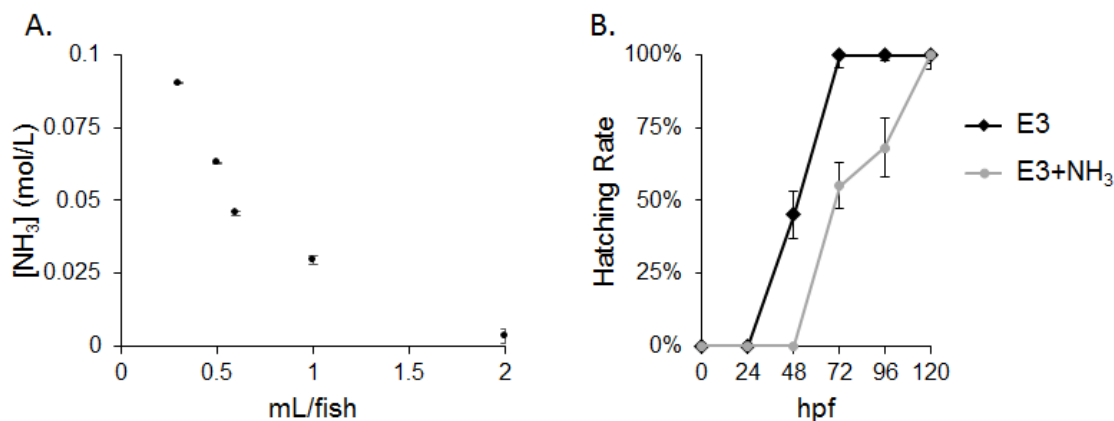 A.
[NH₃] (mol/L)
0.1
0.075
0.05
0.025
0
0 0.5 1 1.5 2
mL/fish
B.
Hatching Rate
100%
75%
50%
25%
0%
0 24 48 72 96 120
hpf
E3
E3+NH₃